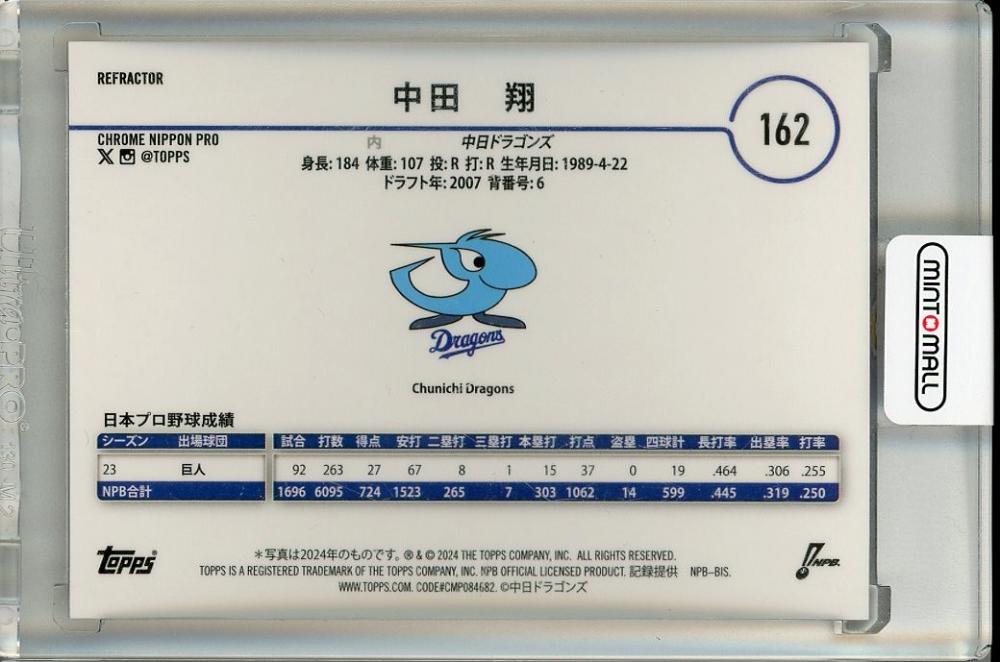 REFRACTOR
中田 翔
162
CHROME NIPPON PRO
@TOPPS
内 中日ドラゴンズ
身長: 184 体重: 107 投: R 打: R 生年月日: 1989-4-22
ドラフト年: 2007 背番号: 6
Dragons
Chunichi Dragons
日本プロ野球成績
シーズン 出場球団 試合 打数 得点 安打 二塁打 三塁打 本塁打 打点 盗塁 四球計 長打率 出塁率 打率
23 巨人 92 263 27 67 8 1 15 37 0 19 .464 .306 .255
NPB合計 1696 6095 724 1523 265 7 303 1062 14 599 .445 .319 .250
topps®
*写真は2024年のものです。 ® & © 2024 THE TOPPS COMPANY, INC. ALL RIGHTS RESERVED.
TOPPS IS A REGISTERED TRADEMARK OF THE TOPPS COMPANY, INC. NPB OFFICIAL LICENSED PRODUCT. 記録提供 NPB-BIS.
WWW.TOPPS.COM. CODE#CMP084682. ©中日ドラゴンズ
NPB.
MINT MALL
Ultra PRO